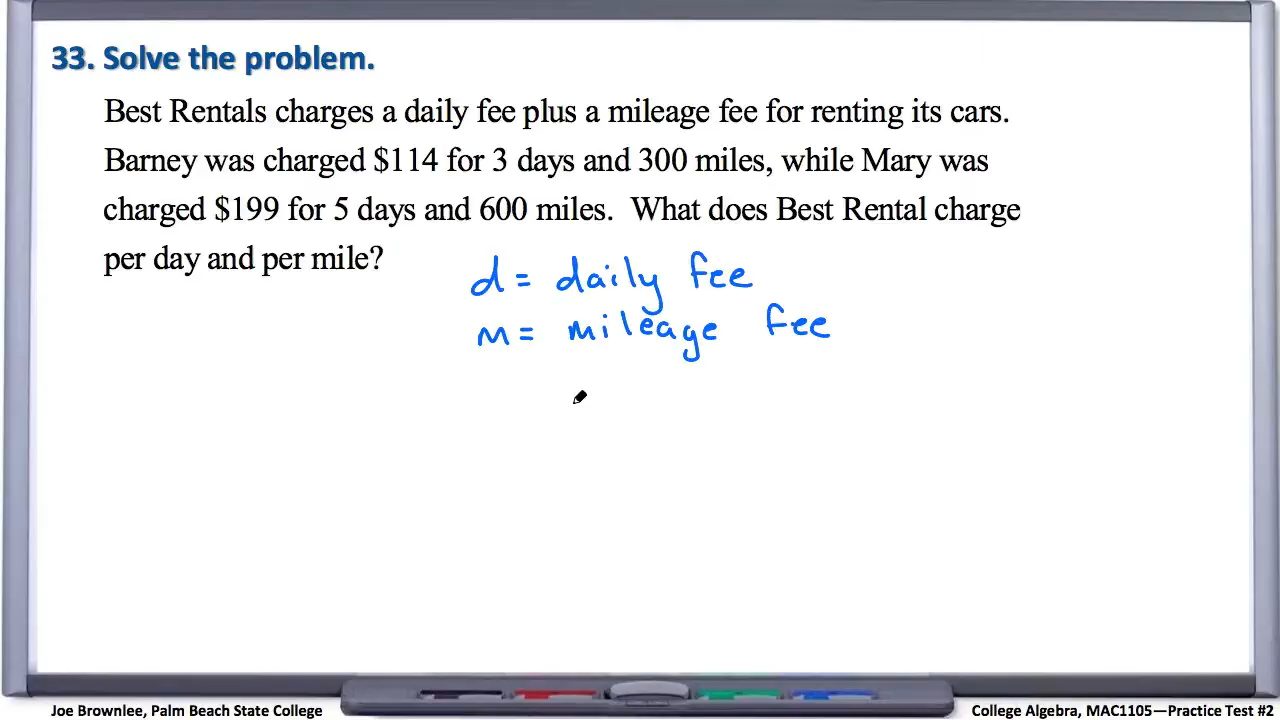 33. Solve the problem.
Best Rentals charges a daily fee plus a mileage fee for renting its cars.
Barney was charged $114 for 3 days and 300 miles, while Mary was
charged $199 for 5 days and 600 miles.  What does Best Rental charge
per day and per mile?
d = daily fee
m = mileage fee
Joe Brownlee, Palm Beach State College
College Algebra, MAC1105—Practice Test #2